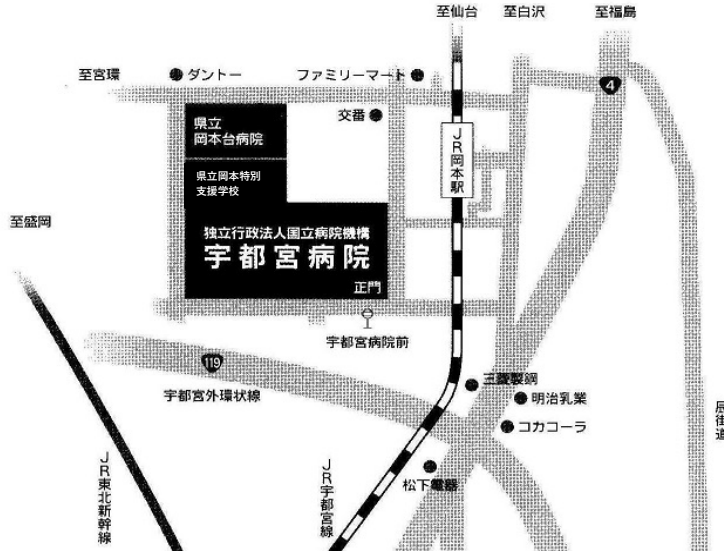 至仙台
至白沢
至福島
至宮環
ダントー
ファミリーマート
4
交番
県立
岡本台病院
JR岡本駅
県立岡本特別
支援学校
至盛岡
独立行政法人国立病院機構
宇都宮病院
正門
宇都宮病院前
119
宇都宮外環状線
三菱製鋼
明治乳業
コカコーラ
辰街道
松下電器
JR東北新幹線
JR宇都宮線